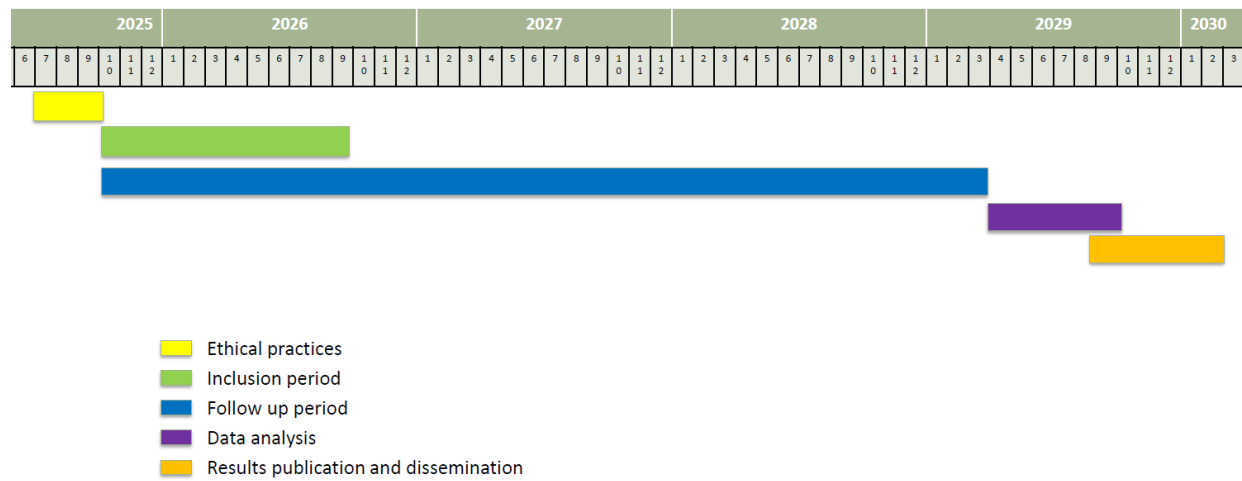 2025 2026 2027 2028 2029 2030
6 7 8 9 10 11 12 1 2 3 4 5 6 7 8 9 10 11 12 1 2 3 4 5 6 7 8 9 10 11 12 1 2 3 4 5 6 7 8 9 10 11 12 1 2 3 4 5 6 7 8 9 10 11 12 1 2 3
Ethical practices
Inclusion period
Follow up period
Data analysis
Results publication and dissemination